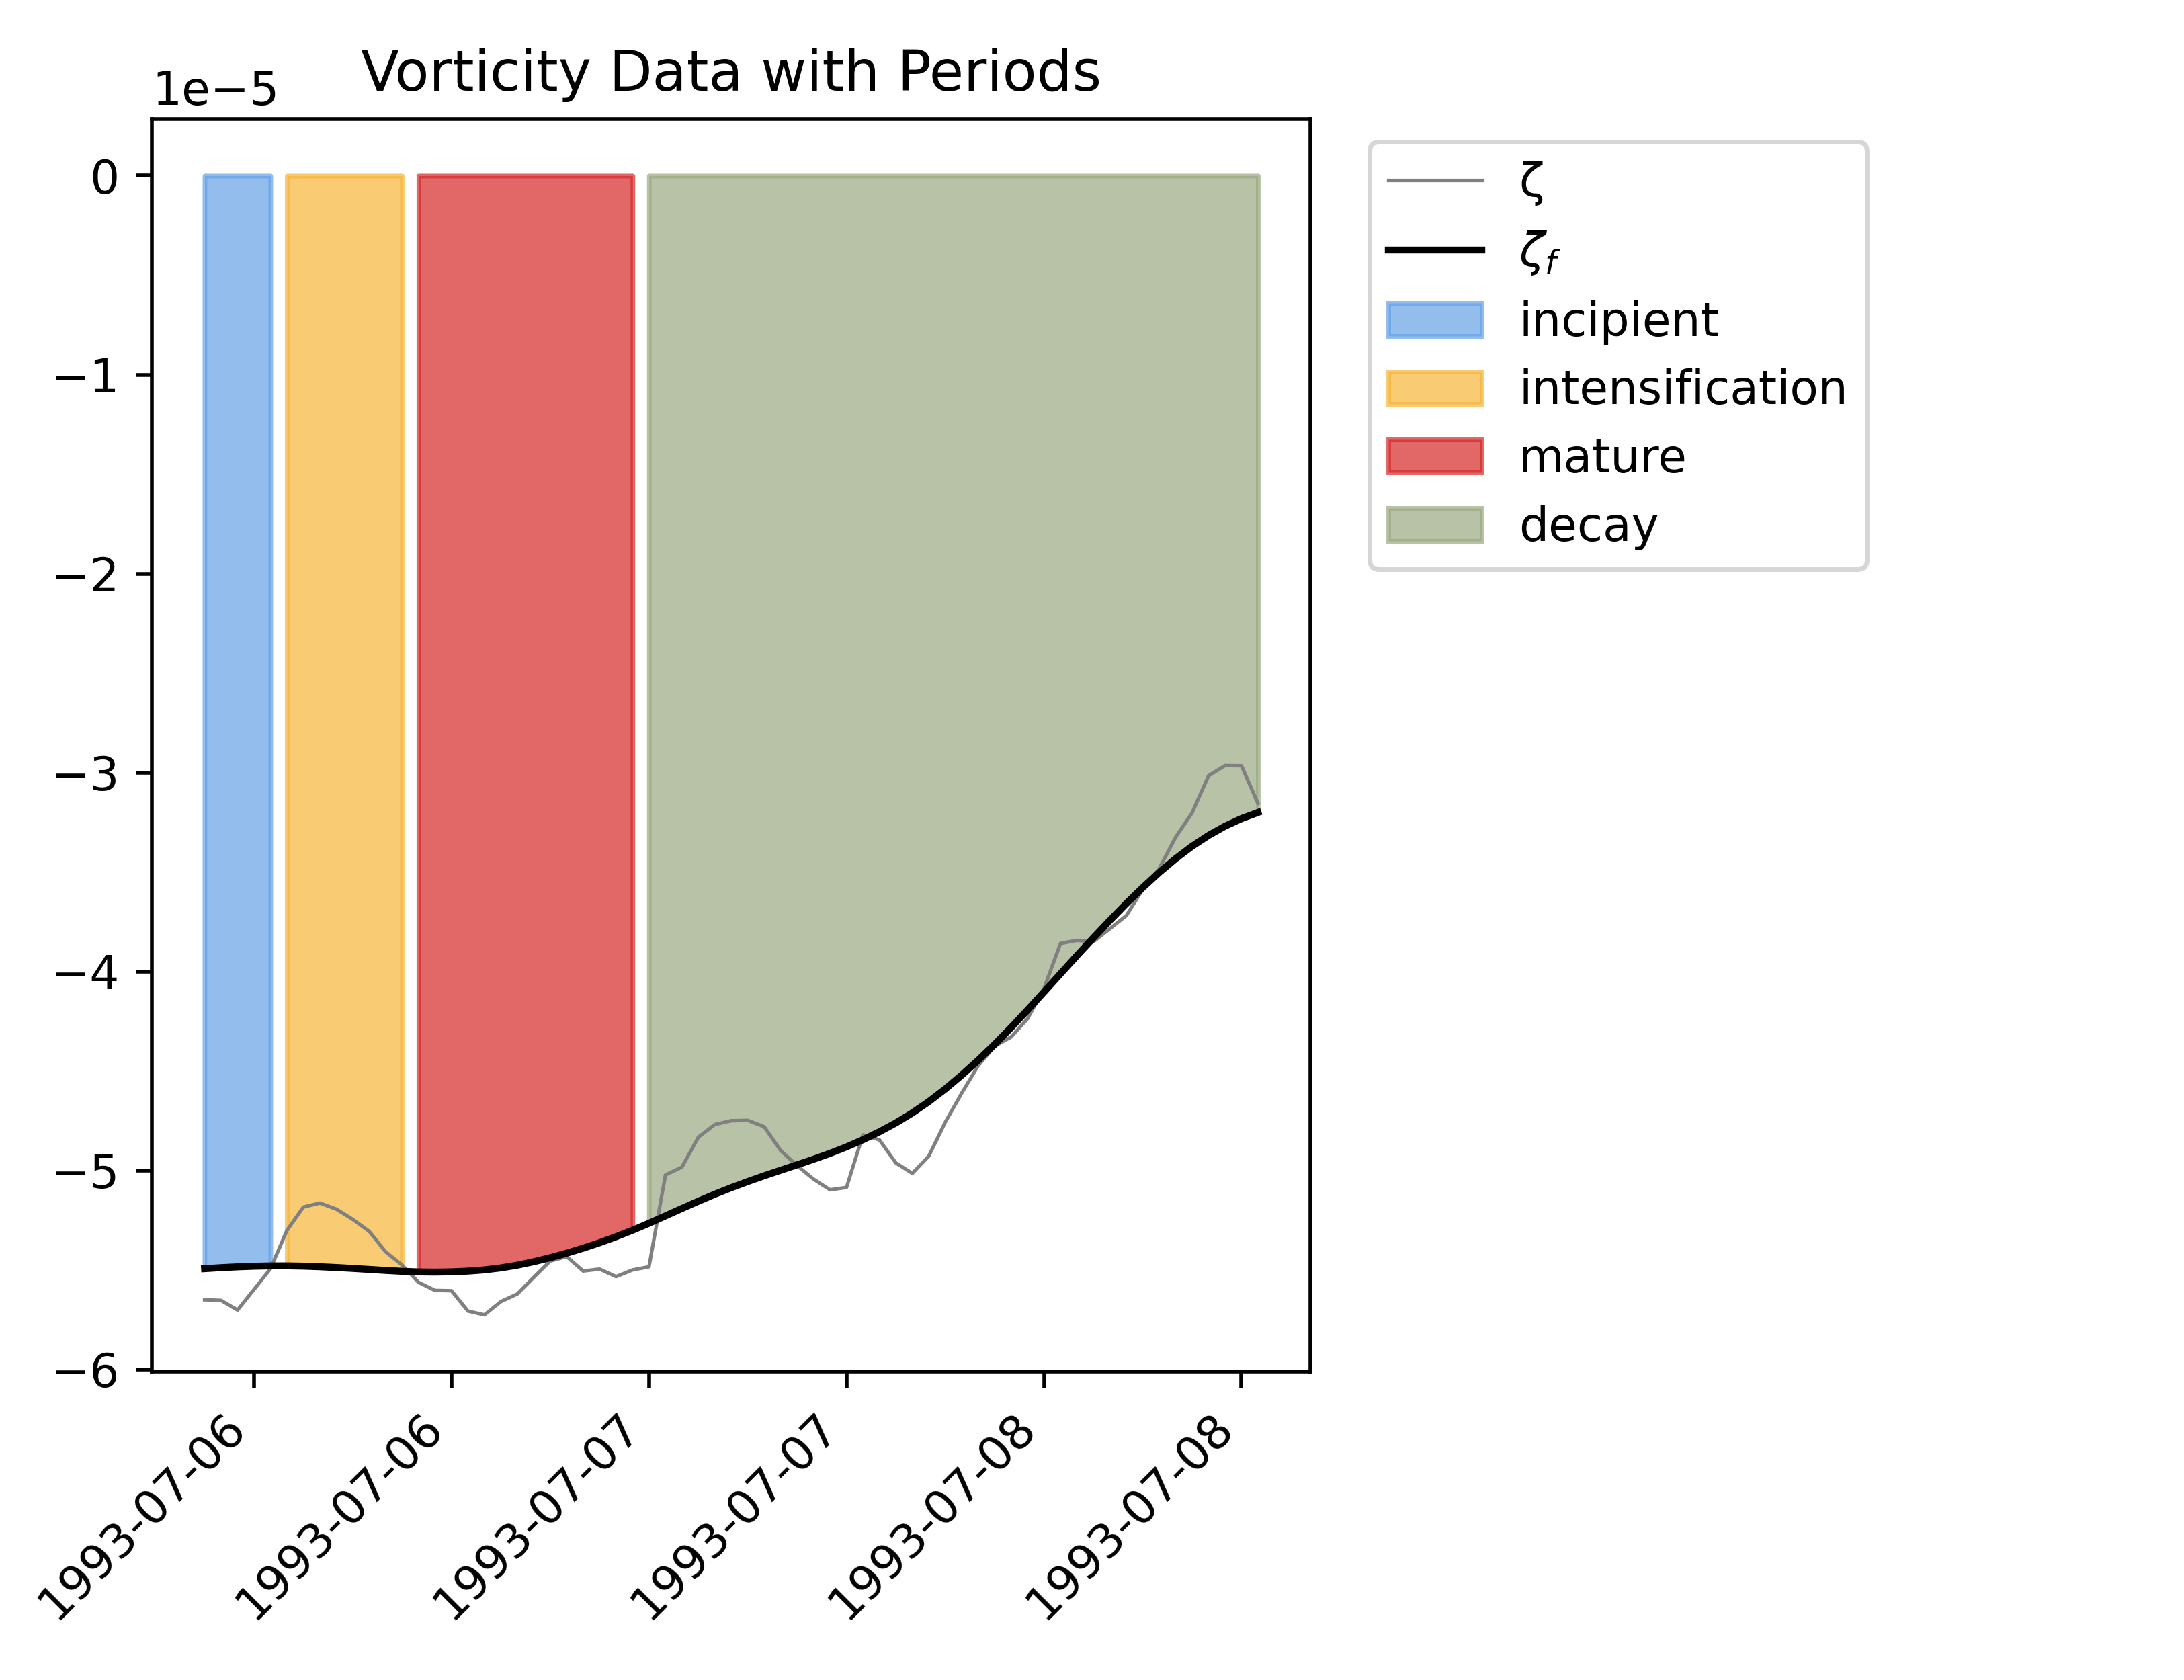 Vorticity Data with Periods
1e−5
0
−1
−2
−3
−4
−5
−6
1993-07-06
1993-07-06
1993-07-07
1993-07-07
1993-07-08
1993-07-08
ζ
ζf
incipient
intensification
mature
decay